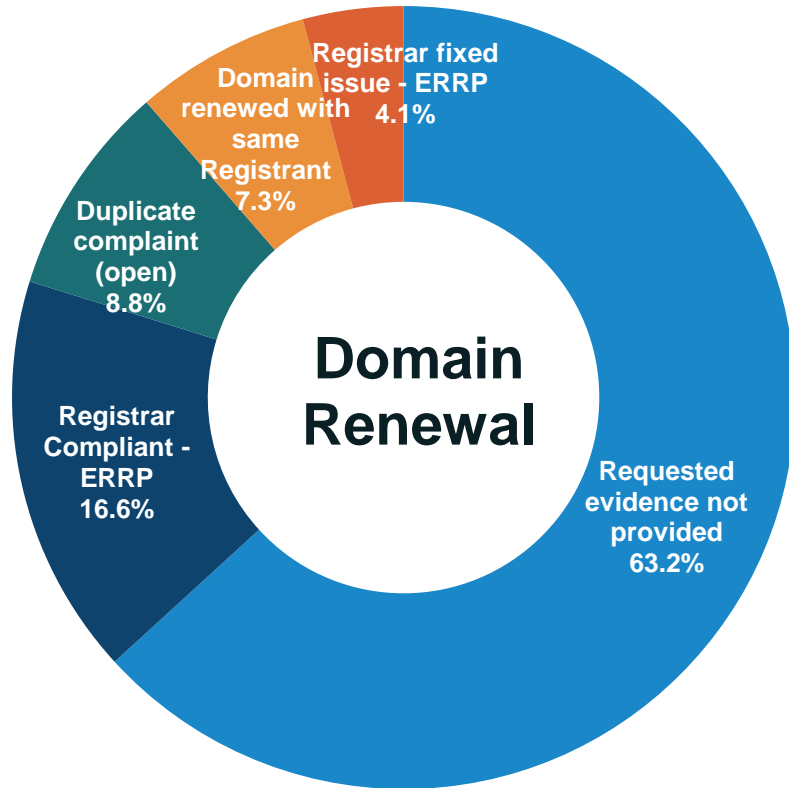 Registrar fixed
issue - ERRP
4.1%
Domain
renewed with
same
Registrant
7.3%
Duplicate
complaint
(open)
8.8%
Domain
Renewal
Registrar
Compliant -
ERRP
16.6%
Requested
evidence not
provided
63.2%